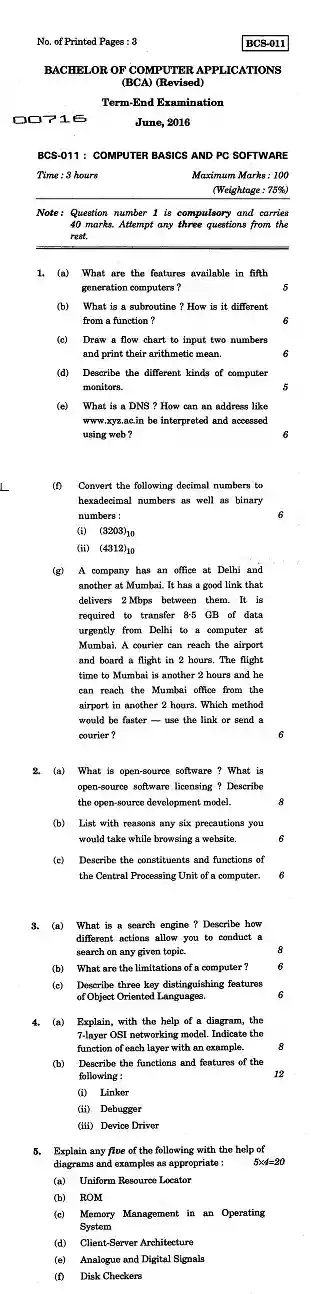 No. of Printed Pages : 3
BCS-011
BACHELOR OF COMPUTER APPLICATIONS
(BCA) (Revised)
Term-End Examination
00716
June, 2016
BCS-011 : COMPUTER BASICS AND PC SOFTWARE
Time : 3 hours Maximum Marks : 100
(Weightage : 75%)
Note : Question number 1 is compulsory and carries
40 marks. Attempt any three questions from the
rest.
1. (a) What are the features available in fifth
generation computers ? 5
(b) What is a subroutine ? How is it different
from a function ? 6
(c) Draw a flow chart to input two numbers
and print their arithmetic mean. 6
(d) Describe the different kinds of computer
monitors. 5
(e) What is a DNS ? How can an address like
www.xyz.ac.in be interpreted and accessed
using web ? 6
(f) Convert the following decimal numbers to
hexadecimal numbers as well as binary
numbers : 6
(i) (3203)10
(ii) (4312)10
(g) A company has an office at Delhi and
another at Mumbai. It has a good link that
delivers 2 Mbps between them. It is
required to transfer 8·5 GB of data
urgently from Delhi to a computer at
Mumbai. A courier can reach the airport
and board a flight in 2 hours. The flight
time to Mumbai is another 2 hours and he
can reach the Mumbai office from the
airport in another 2 hours. Which method
would be faster — use the link or send a
courier ? 6
2. (a) What is open-source software ? What is
open-source software licensing ? Describe
the open-source development model. 8
(b) List with reasons any six precautions you
would take while browsing a website. 6
(c) Describe the constituents and functions of
the Central Processing Unit of a computer. 6
3. (a) What is a search engine ? Describe how
different actions allow you to conduct a
search on any given topic. 8
(b) What are the limitations of a computer ? 6
(c) Describe three key distinguishing features
of Object Oriented Languages. 6
4. (a) Explain, with the help of a diagram, the
7-layer OSI networking model. Indicate the
function of each layer with an example. 8
(b) Describe the functions and features of the
following : 12
(i) Linker
(ii) Debugger
(iii) Device Driver
5. Explain any five of the following with the help of
diagrams and examples as appropriate : 5x4=20
(a) Uniform Resource Locator
(b) ROM
(c) Memory Management in an Operating
System
(d) Client-Server Architecture
(e) Analogue and Digital Signals
(f) Disk Checkers